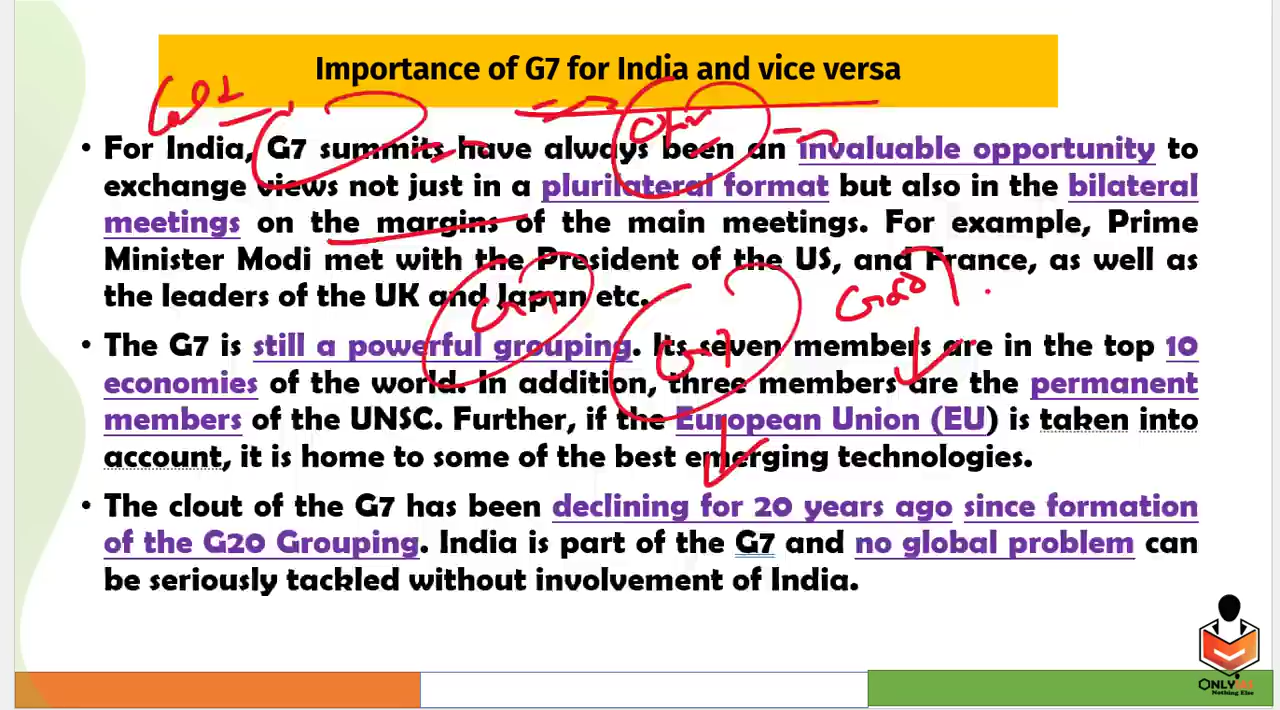 Importance of G7 for India and vice versa
• For India, G7 summits have always been an invaluable opportunity to
exchange views not just in a plurilateral format but also in the bilateral
meetings on the margins of the main meetings. For example, Prime
Minister Modi met with the President of the US, and France, as well as
the leaders of the UK and Japan etc.
G20
G7
G7
• The G7 is still a powerful grouping. Its seven members are in the top 10
economies of the world. In addition, three members are the permanent
members of the UNSC. Further, if the European Union (EU) is taken into
account, it is home to some of the best emerging technologies.
• The clout of the G7 has been declining for 20 years ago since formation
of the G20 Grouping. India is part of the G7 and no global problem can
be seriously tackled without involvement of India.
ONLYIAS
Nothing Else